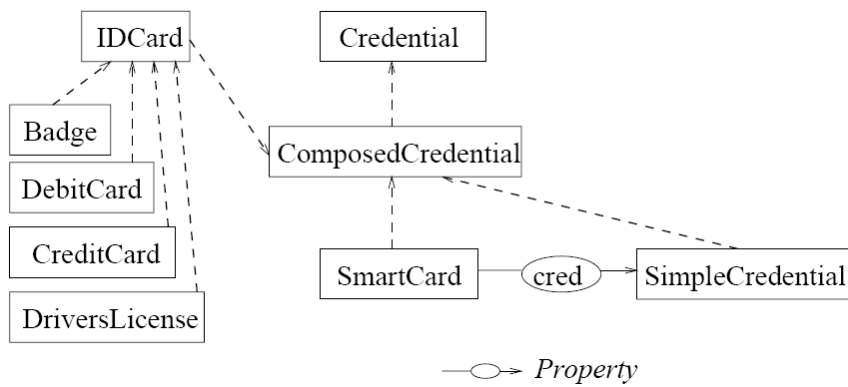 IDCard
Credential
Badge
ComposedCredential
DebitCard
CreditCard
SmartCard
cred
SimpleCredential
DriversLicense
Property